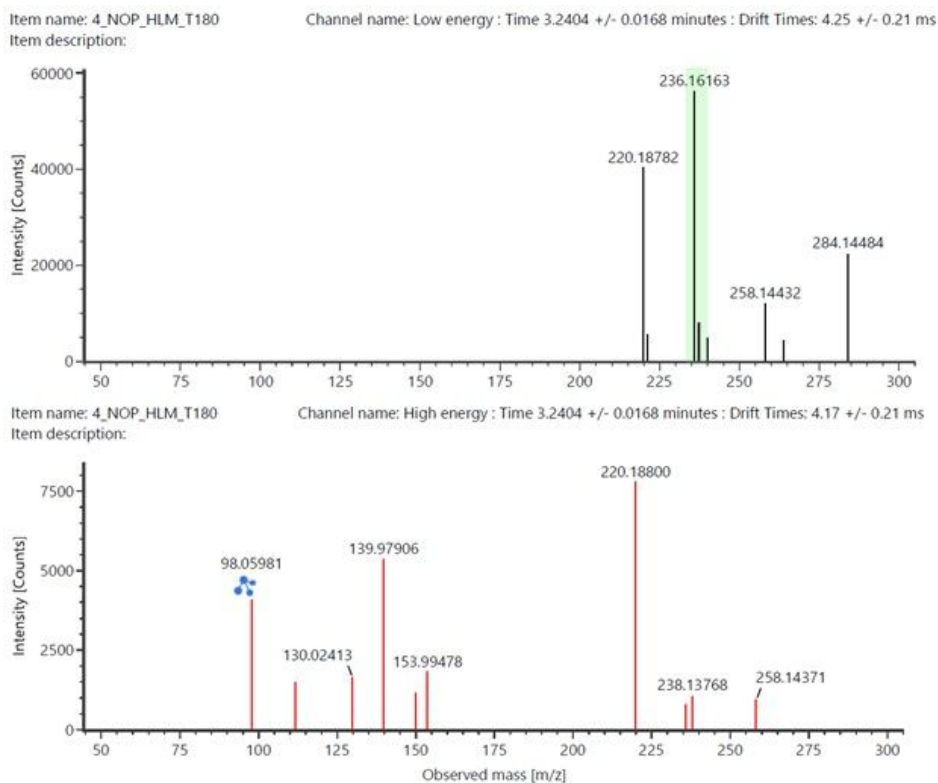 Item name: 4_NOP_HLM_T180 Channel name: Low energy : Time 3.2404 +/- 0.0168 minutes : Drift Times: 4.25 +/- 0.21 ms
Item description:
Intensity [Counts]
60000
40000
20000
0
236.16163
220.18782
284.14484
258.14432
50 75 100 125 150 175 200 225 250 275 300
Item name: 4_NOP_HLM_T180 Channel name: High energy : Time 3.2404 +/- 0.0168 minutes : Drift Times: 4.17 +/- 0.21 ms
Item description:
Intensity [Counts]
7500
5000
2500
0
220.18800
139.97906
98.05981
130.02413
153.99478
238.13768
258.14371
50 75 100 125 150 175 200 225 250 275 300
Observed mass [m/z]